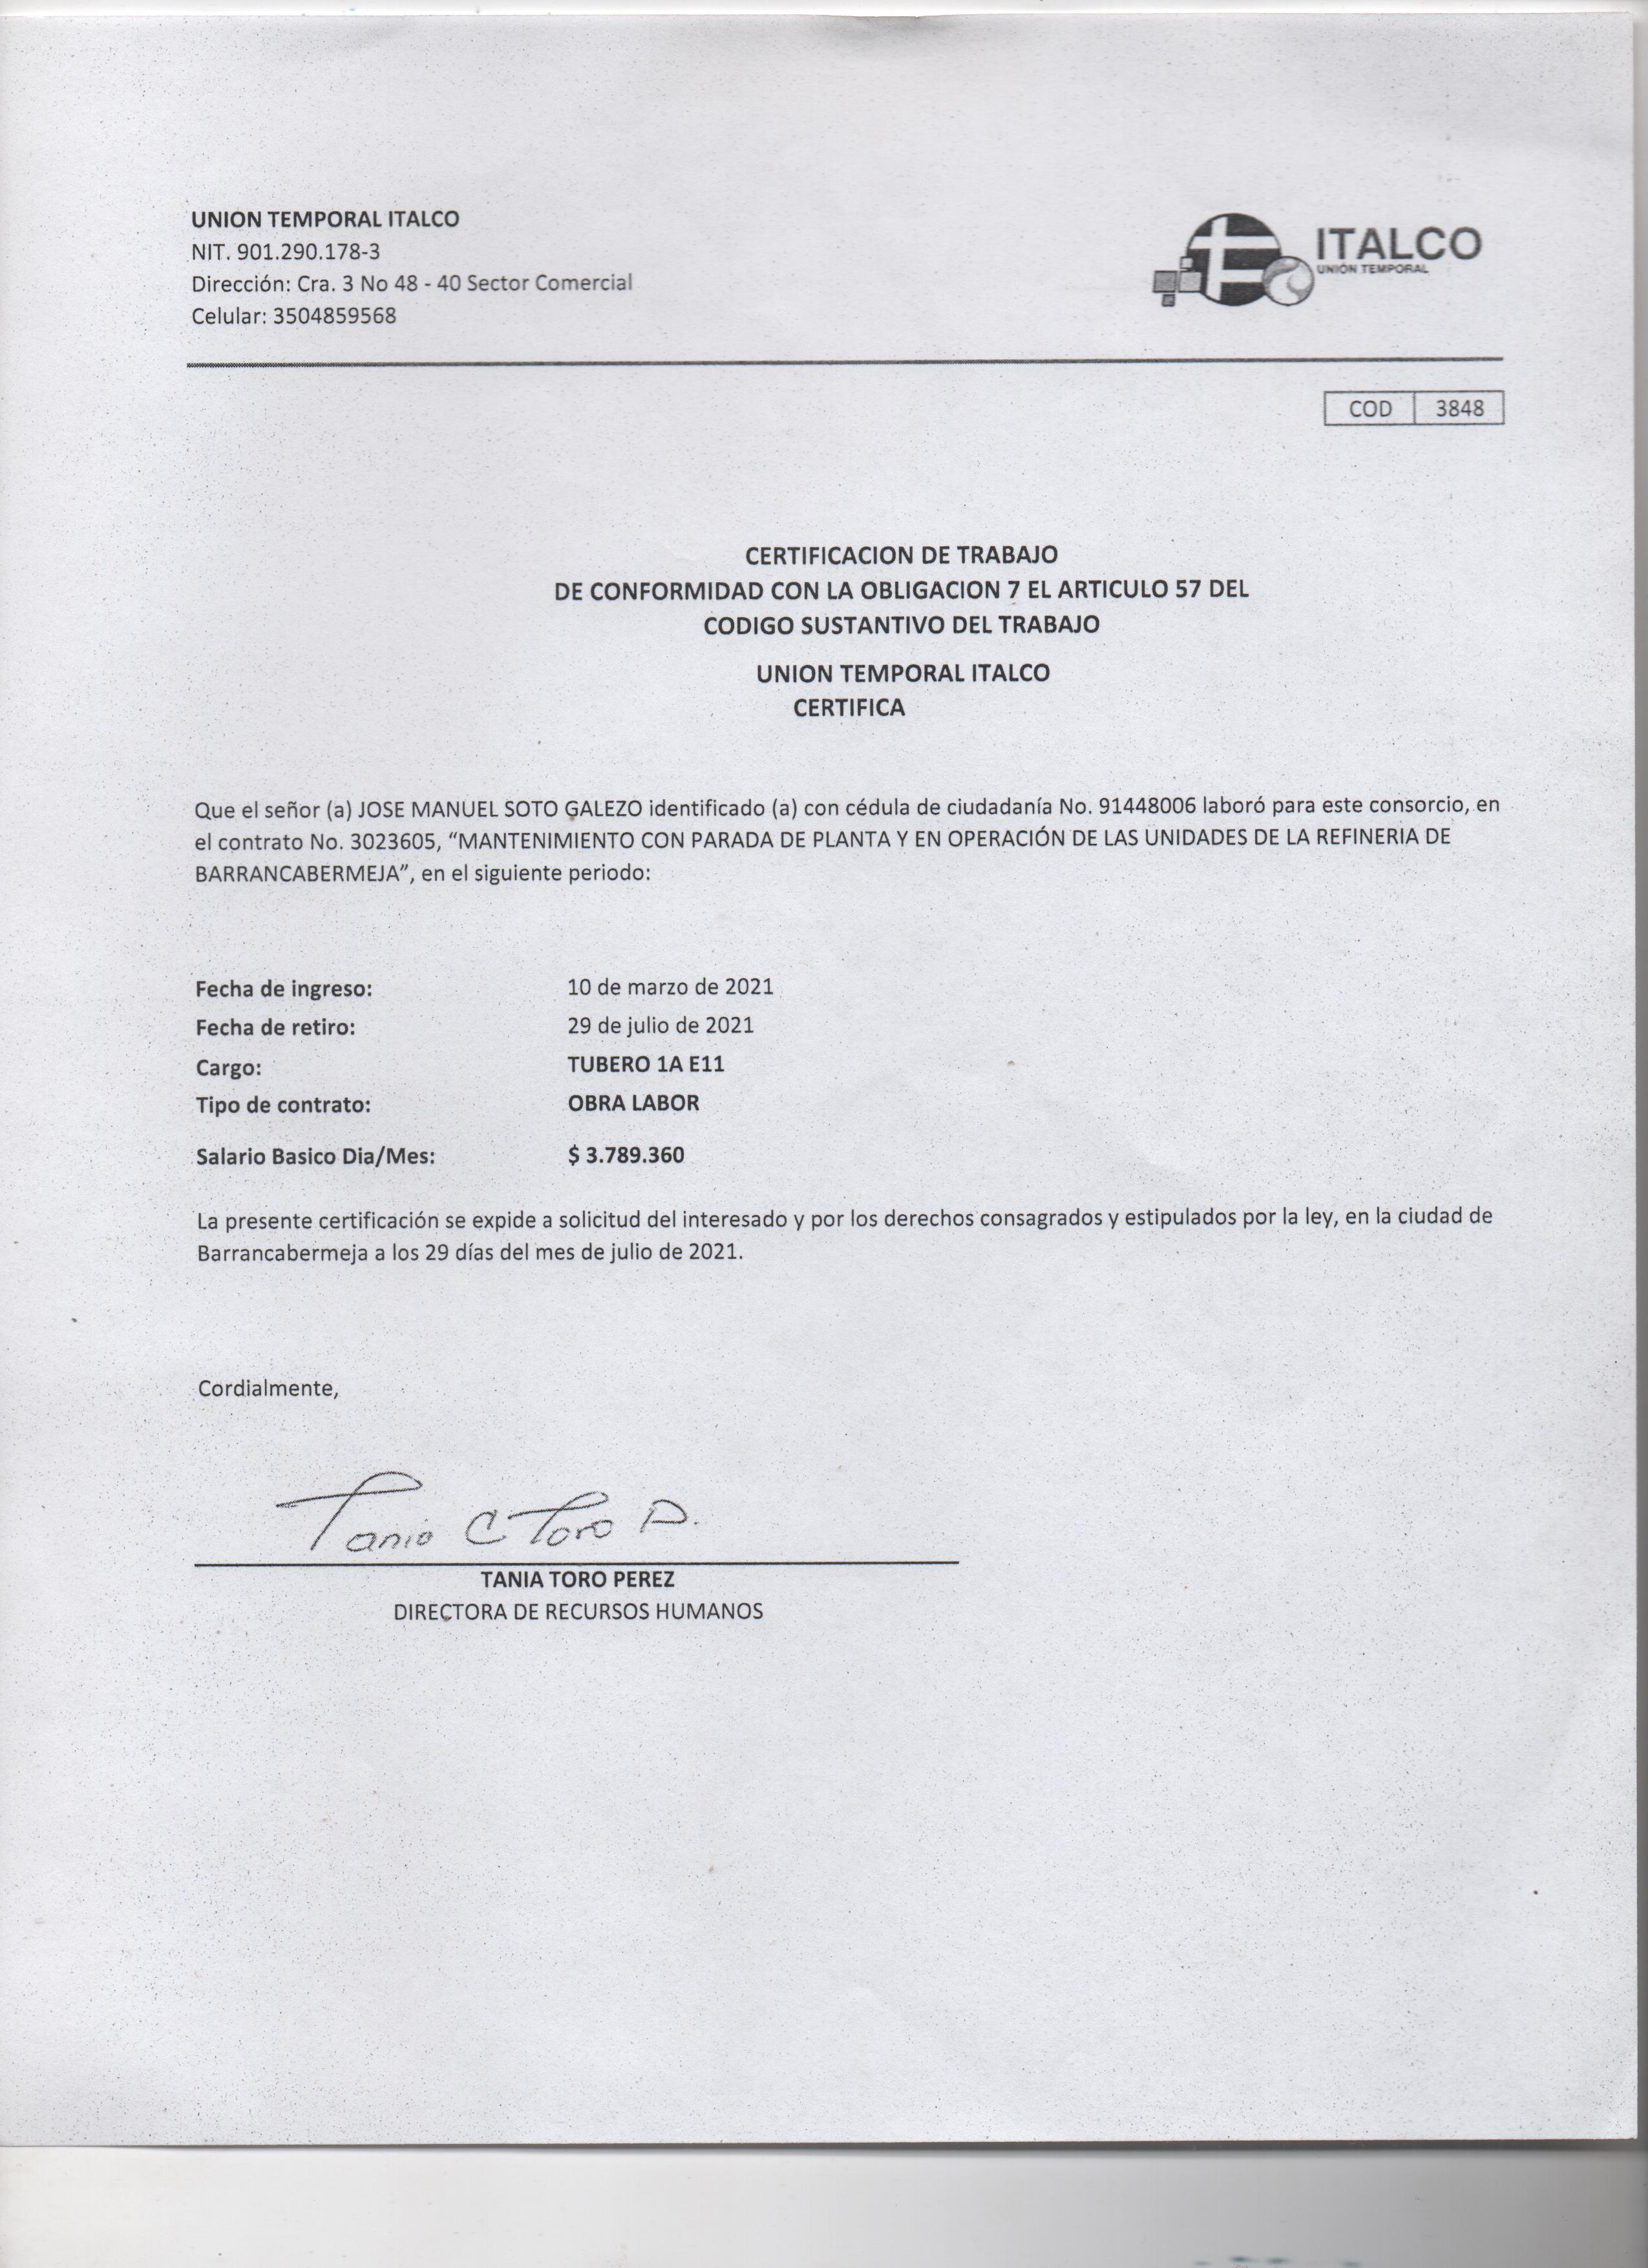 UNION TEMPORAL ITALCO
NIT. 901.290.178-3
Dirección: Cra. 3 No 48 - 40 Sector Comercial
Celular: 3504859568
ITALCO
UNIÓN TEMPORAL
COD 3848
CERTIFICACION DE TRABAJO
DE CONFORMIDAD CON LA OBLIGACION 7 EL ARTICULO 57 DEL
CODIGO SUSTANTIVO DEL TRABAJO
UNION TEMPORAL ITALCO
CERTIFICA
Que el señor (a) JOSE MANUEL SOTO GALEZO identificado (a) con cédula de ciudadanía No. 91448006 laboró para este consorcio, en
el contrato No. 3023605, “MANTENIMIENTO CON PARADA DE PLANTA Y EN OPERACIÓN DE LAS UNIDADES DE LA REFINERIA DE
BARRANCABERMEJA”, en el siguiente periodo:
Fecha de ingreso: 10 de marzo de 2021
Fecha de retiro: 29 de julio de 2021
Cargo: TUBERO 1A E11
Tipo de contrato: OBRA LABOR
Salario Basico Dia/Mes: $ 3.789.360
La presente certificación se expide a solicitud del interesado y por los derechos consagrados y estipulados por la ley, en la ciudad de
Barrancabermeja a los 29 días del mes de julio de 2021.
Cordialmente,
Tania C Toro P.
TANIA TORO PEREZ
DIRECTORA DE RECURSOS HUMANOS